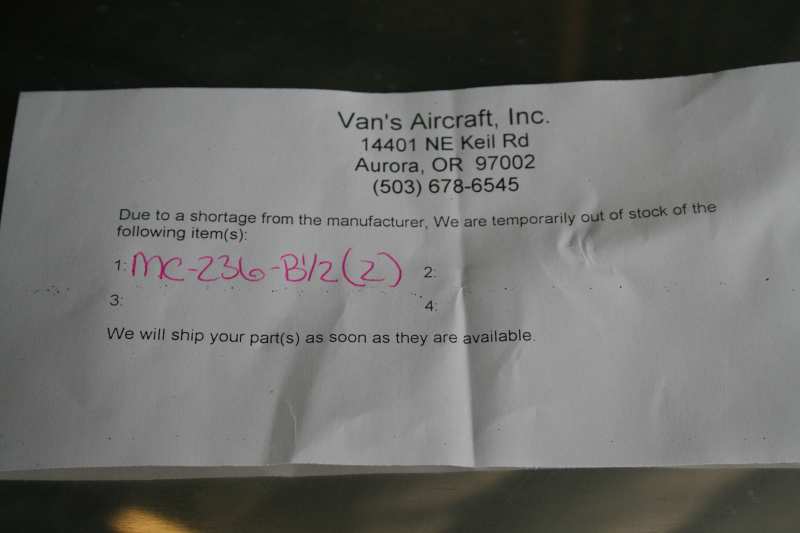 Van's Aircraft, Inc.
14401 NE Keil Rd
Aurora, OR 97002
(503) 678-6545
Due to a shortage from the manufacturer, We are temporarily out of stock of the
following item(s):
1: MC-236-B1/2(2) 2:
3: 4:
We will ship your part(s) as soon as they are available.